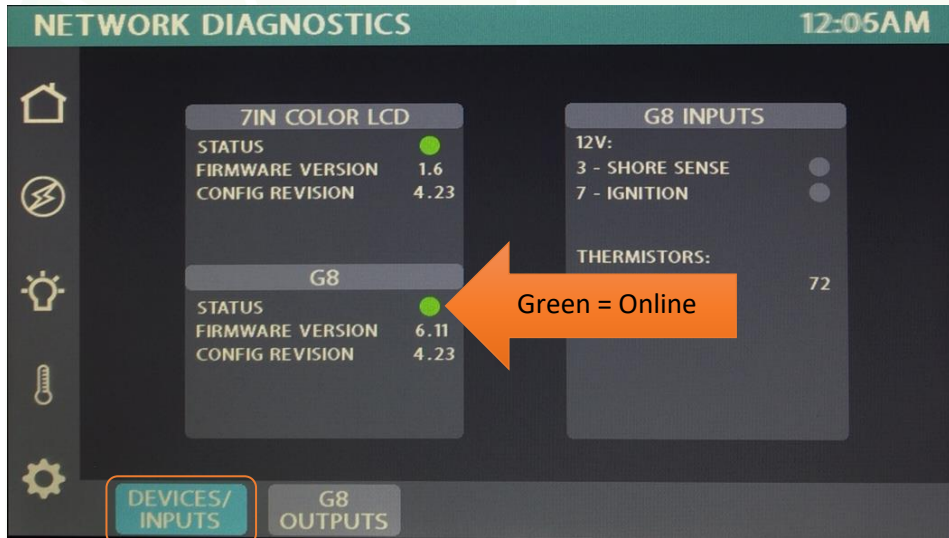 NETWORK DIAGNOSTICS
12:05AM
7IN COLOR LCD
STATUS
FIRMWARE VERSION 1.6
CONFIG REVISION 4.23
G8
STATUS
FIRMWARE VERSION 6.11
CONFIG REVISION 4.23
G8 INPUTS
12V:
3 - SHORE SENSE
7 - IGNITION
THERMISTORS:
72
Green = Online
DEVICES/
INPUTS
G8
OUTPUTS